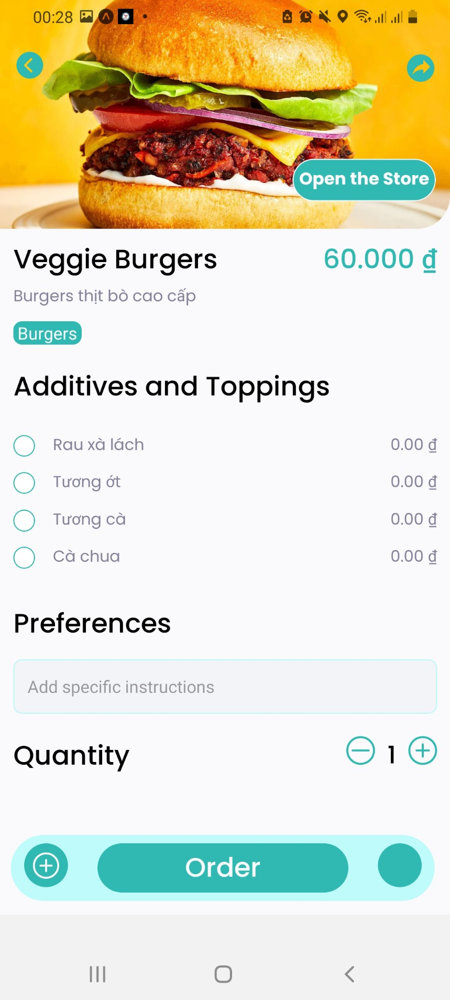 00:28
Open the Store
Veggie Burgers 60.000 ₫
Burgers thịt bò cao cấp
Burgers
Additives and Toppings
Rau xà lách 0.00 ₫
Tương ớt 0.00 ₫
Tương cà 0.00 ₫
Cà chua 0.00 ₫
Preferences
Add specific instructions
Quantity 1
Order